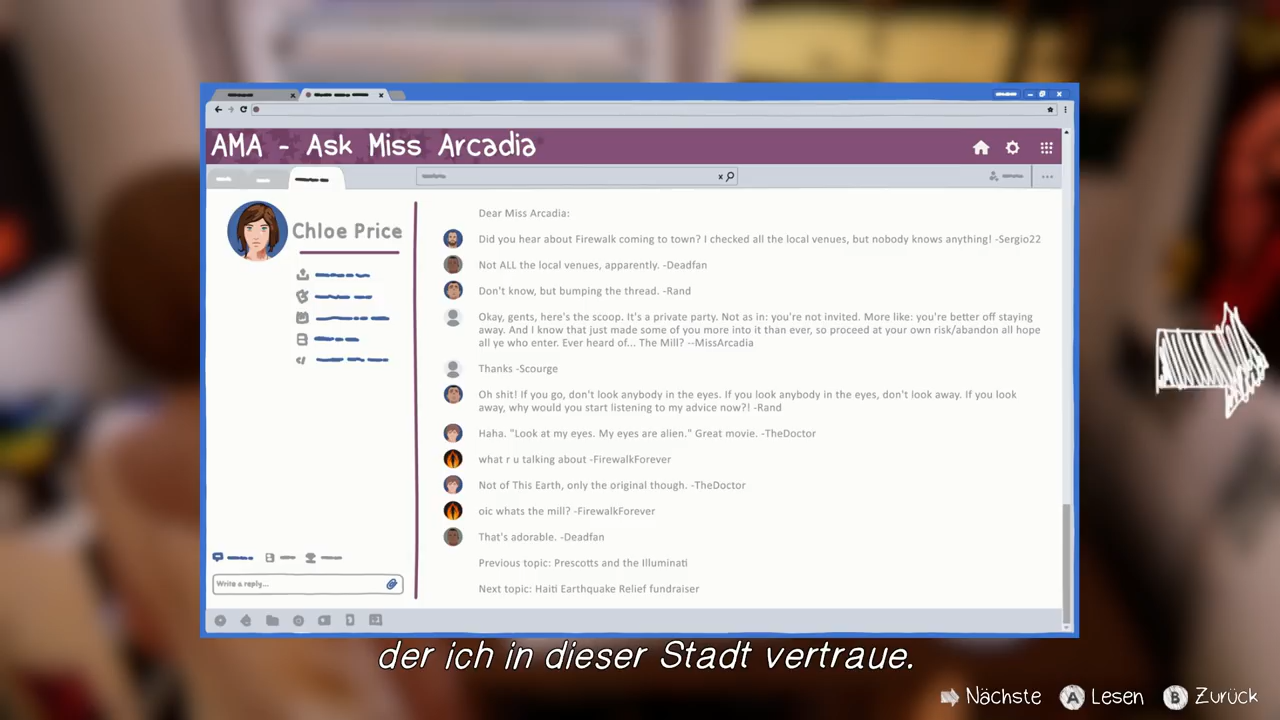 AMA - Ask Miss Arcadia
Chloe Price
Dear Miss Arcadia:
Did you hear about Firewalk coming to town? I checked all the local venues, but nobody knows anything! -Sergio22
Not ALL the local venues, apparently. -Deadfan
Don't know, but bumping the thread. -Rand
Okay, gents, here's the scoop. It's a private party. Not as in: you're not invited. More like: you're better off staying
away. And I know that just made some of you more into it than ever, so proceed at your own risk/abandon all hope
all ye who enter. Ever heard of... The Mill? --MissArcadia
Thanks -Scourge
Oh shit! If you go, don't look anybody in the eyes. If you look anybody in the eyes, don't look away. If you look
away, why would you start listening to my advice now?! -Rand
Haha. "Look at my eyes. My eyes are alien." Great movie. -TheDoctor
what r u talking about -FirewalkForever
Not of This Earth, only the original though. -TheDoctor
oic whats the mill? -FirewalkForever
That's adorable. -Deadfan
Previous topic: Prescotts and the Illuminati
Next topic: Haiti Earthquake Relief fundraiser
Write a reply...
der ich in dieser Stadt vertraue.
Nächste A Lesen B Zurück